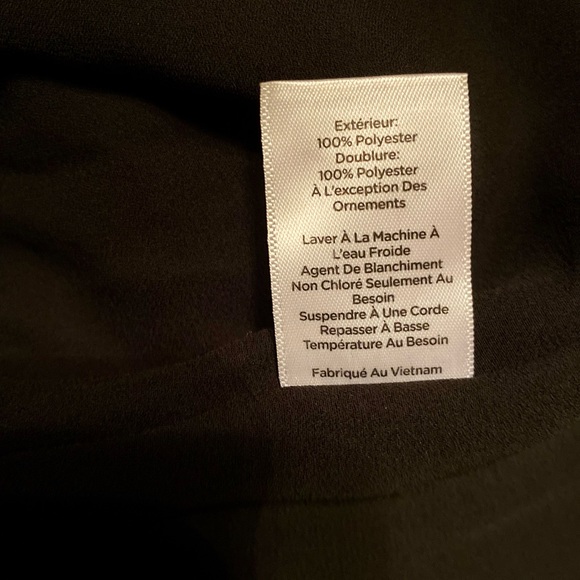 Extérieur:
100% Polyester
Doublure:
100% Polyester
À L'exception Des
Ornements
Laver À La Machine À
L'eau Froide
Agent De Blanchiment
Non Chloré Seulement Au
Besoin
Suspendre À Une Corde
Repasser À Basse
Température Au Besoin
Fabriqué Au Vietnam